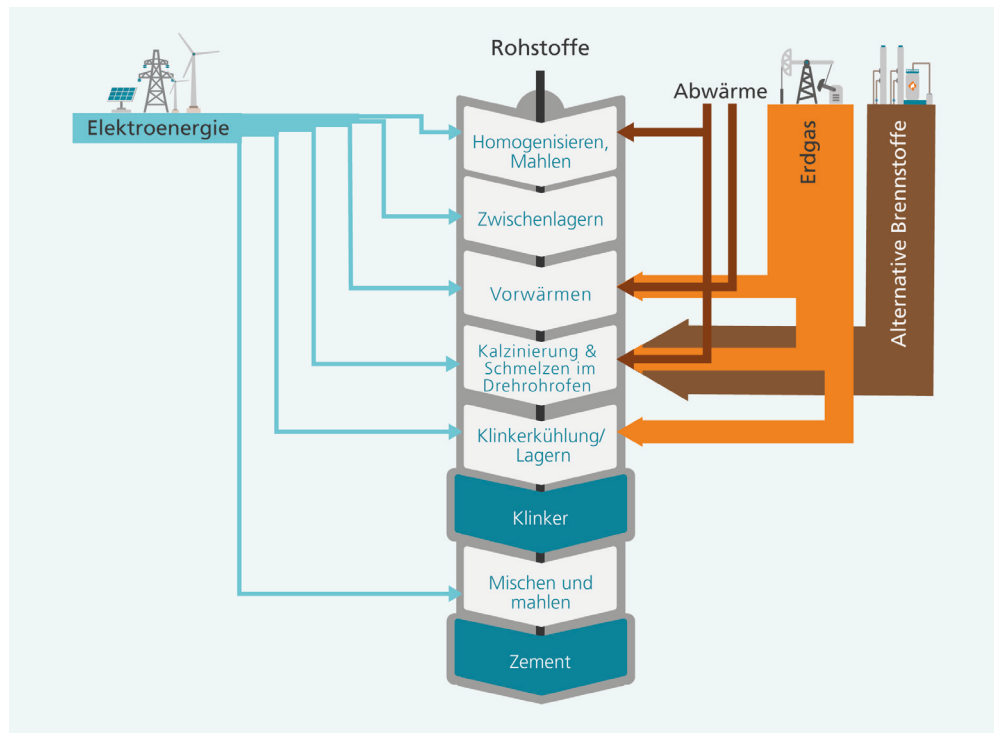 Rohstoffe
Abwärme
Elektroenergie
Erdgas
Alternative Brennstoffe
Homogenisieren,
Mahlen
Zwischenlagern
Vorwärmen
Kalzinierung &
Schmelzen im
Drehrohrofen
Klinkerkühlung/
Lagern
Klinker
Mischen und
mahlen
Zement